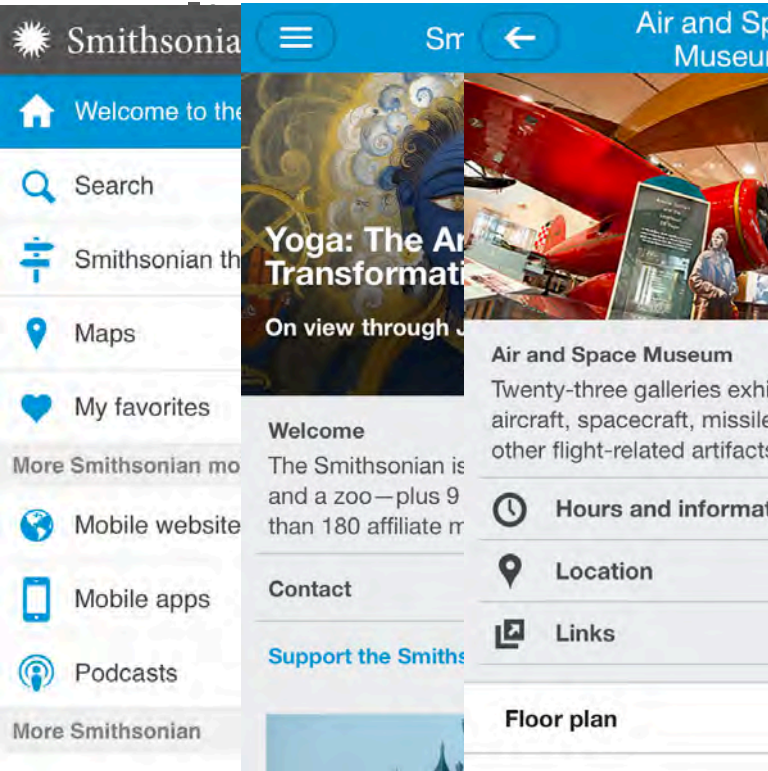 Smithsonia
Welcome to the
Search
Smithsonian th
Maps
My favorites
More Smithsonian mo
Mobile website
Mobile apps
Podcasts
More Smithsonian
Sm
Yoga: The Ar
Transformati
On view through J
Welcome
The Smithsonian is
and a zoo—plus 9
than 180 affiliate m
Contact
Support the Smiths
Air and Sp
Museum
Air and Space Museum
Twenty-three galleries exhi
aircraft, spacecraft, missile
other flight-related artifacts
Hours and informat
Location
Links
Floor plan